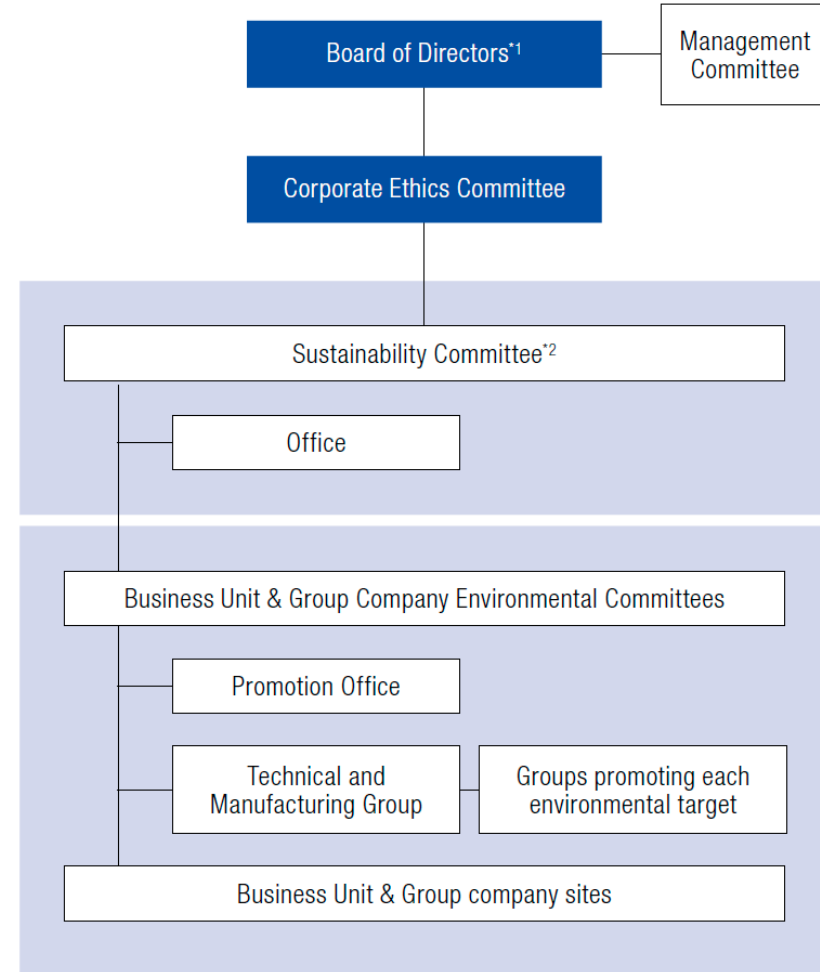 Board of Directors*1
Management
Committee
Corporate Ethics Committee
Sustainability Committee*2
Office
Business Unit & Group Company Environmental Committees
Promotion Office
Technical and
Manufacturing Group
Groups promoting each
environmental target
Business Unit & Group company sites